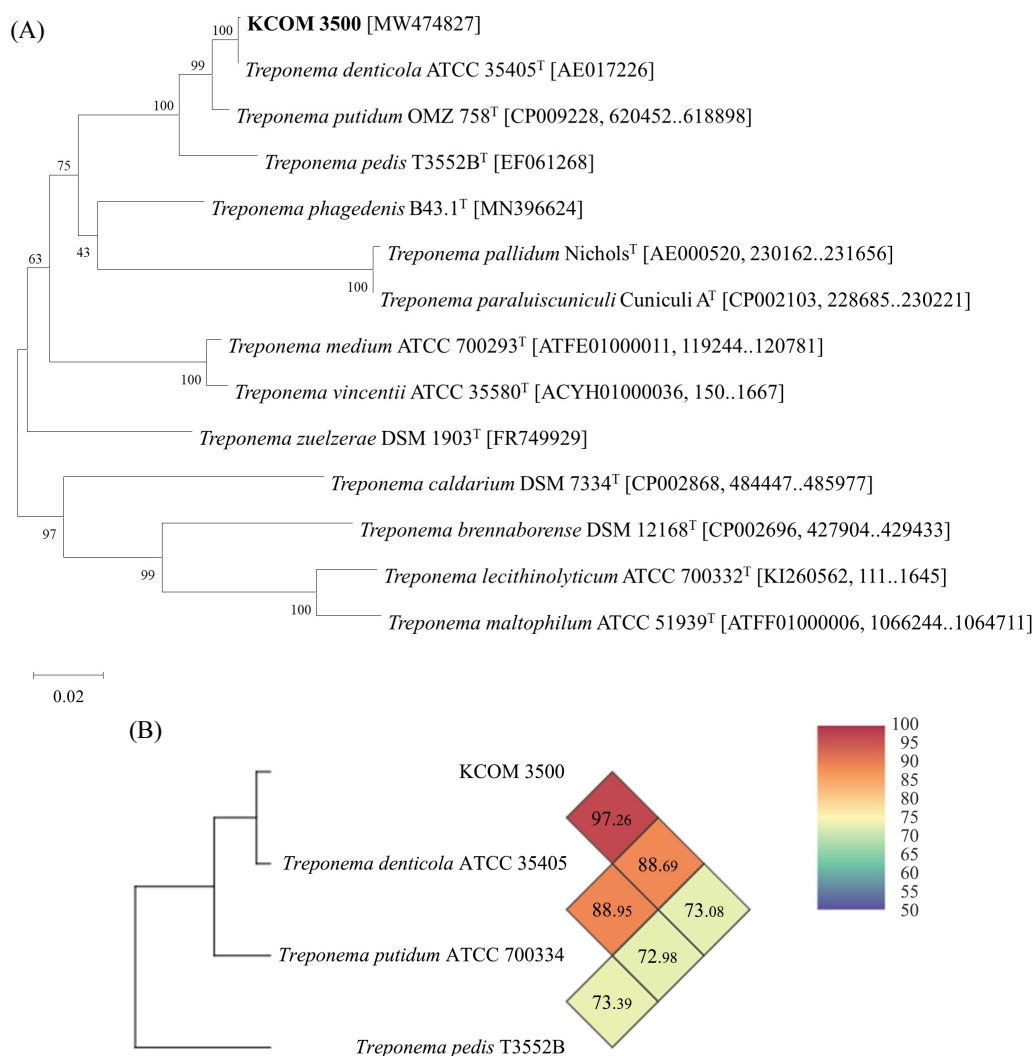 (A)
100
KCOM 3500 [MW474827]
99
Treponema denticola ATCC 35405ᵀ [AE017226]
100
Treponema putidum OMZ 758ᵀ [CP009228, 620452..618898]
75
Treponema pedis T3552Bᵀ [EF061268]
Treponema phagedenis B43.1ᵀ [MN396624]
43
63
Treponema pallidum Nicholsᵀ [AE000520, 230162..231656]
100
Treponema paraluiscuniculi Cuniculi Aᵀ [CP002103, 228685..230221]
Treponema medium ATCC 700293ᵀ [ATFE01000011, 119244..120781]
100
Treponema vincentii ATCC 35580ᵀ [ACYH01000036, 150..1667]
Treponema zuelzerae DSM 1903ᵀ [FR749929]
Treponema caldarium DSM 7334ᵀ [CP002868, 484447..485977]
97
Treponema brennaborense DSM 12168ᵀ [CP002696, 427904..429433]
99
Treponema lecithinolyticum ATCC 700332ᵀ [KI260562, 111..1645]
100
Treponema maltophilum ATCC 51939ᵀ [ATFF01000006, 1066244..1064711]
0.02
(B)
KCOM 3500
Treponema denticola ATCC 35405
Treponema putidum ATCC 700334
Treponema pedis T3552B
97.26
88.69
88.95
73.08
72.98
73.39
100
95
90
85
80
75
70
65
60
55
50